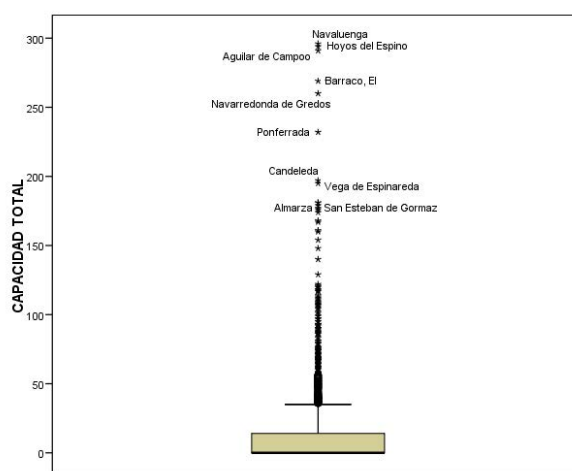 CAPACIDAD TOTAL
300
250
200
150
100
50
0
Navaluenga
Hoyos del Espino
Aguilar de Campoo
Barraco, El
Navarredonda de Gredos
Ponferrada
Candeleda
Vega de Espinareda
Almarza
San Esteban de Gormaz